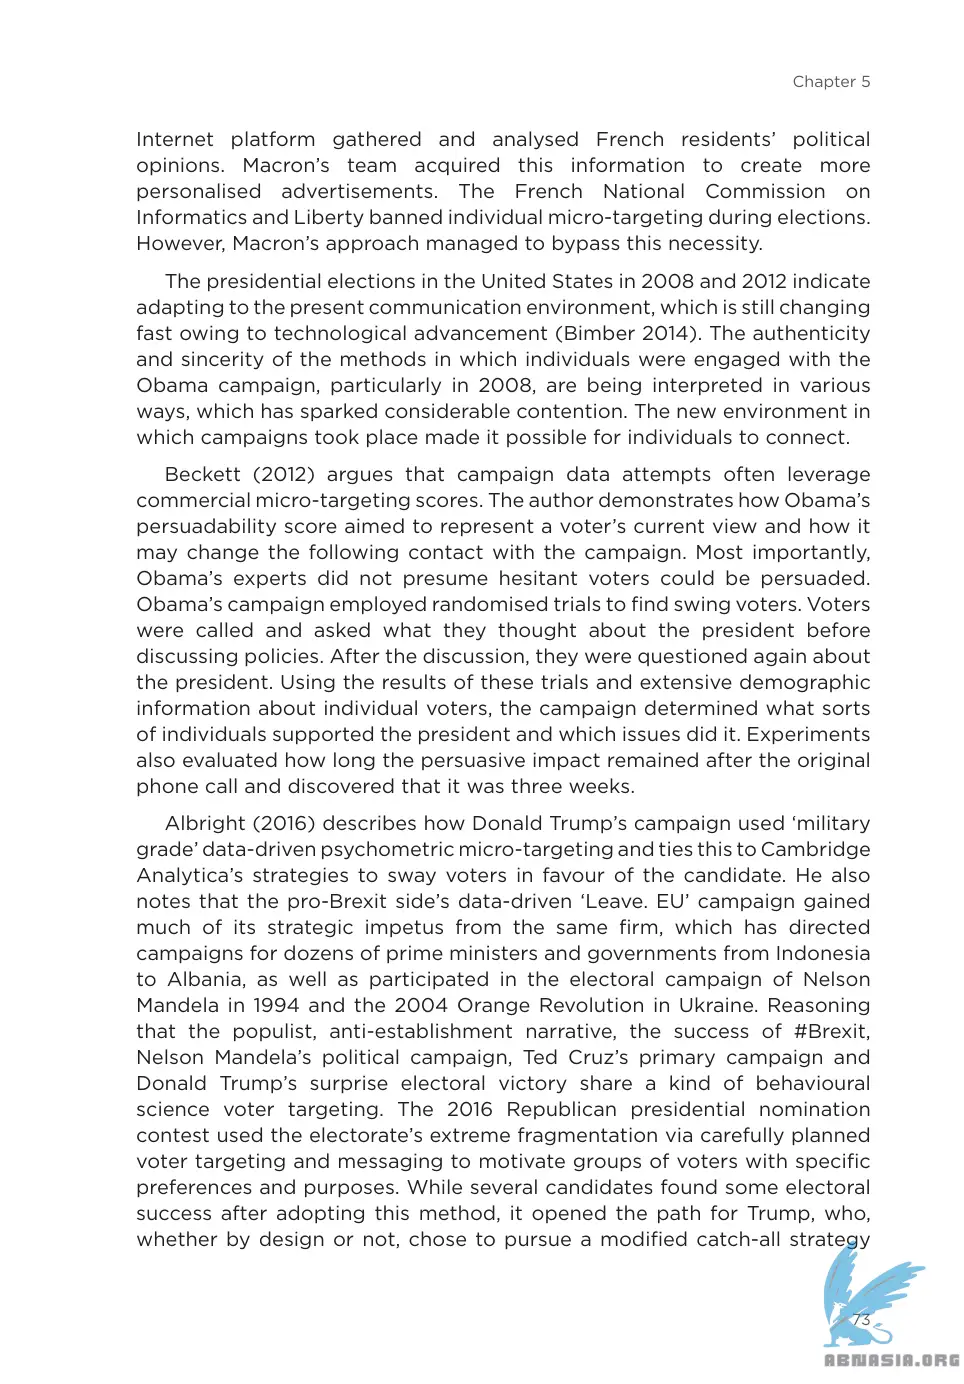 Chapter 5
Internet platform gathered and analysed French residents’ political
opinions. Macron’s team acquired this information to create more
personalised advertisements. The French National Commission on
Informatics and Liberty banned individual micro-targeting during elections.
However, Macron’s approach managed to bypass this necessity.
The presidential elections in the United States in 2008 and 2012 indicate
adapting to the present communication environment, which is still changing
fast owing to technological advancement (Bimber 2014). The authenticity
and sincerity of the methods in which individuals were engaged with the
Obama campaign, particularly in 2008, are being interpreted in various
ways, which has sparked considerable contention. The new environment in
which campaigns took place made it possible for individuals to connect.
Beckett (2012) argues that campaign data attempts often leverage
commercial micro-targeting scores. The author demonstrates how Obama’s
persuadability score aimed to represent a voter’s current view and how it
may change the following contact with the campaign. Most importantly,
Obama’s experts did not presume hesitant voters could be persuaded.
Obama’s campaign employed randomised trials to find swing voters. Voters
were called and asked what they thought about the president before
discussing policies. After the discussion, they were questioned again about
the president. Using the results of these trials and extensive demographic
information about individual voters, the campaign determined what sorts
of individuals supported the president and which issues did it. Experiments
also evaluated how long the persuasive impact remained after the original
phone call and discovered that it was three weeks.
Albright (2016) describes how Donald Trump’s campaign used ‘military
grade’ data-driven psychometric micro-targeting and ties this to Cambridge
Analytica’s strategies to sway voters in favour of the candidate. He also
notes that the pro-Brexit side’s data-driven ‘Leave. EU’ campaign gained
much of its strategic impetus from the same firm, which has directed
campaigns for dozens of prime ministers and governments from Indonesia
to Albania, as well as participated in the electoral campaign of Nelson
Mandela in 1994 and the 2004 Orange Revolution in Ukraine. Reasoning
that the populist, anti-establishment narrative, the success of #Brexit,
Nelson Mandela’s political campaign, Ted Cruz’s primary campaign and
Donald Trump’s surprise electoral victory share a kind of behavioural
science voter targeting. The 2016 Republican presidential nomination
contest used the electorate’s extreme fragmentation via carefully planned
voter targeting and messaging to motivate groups of voters with specific
preferences and purposes. While several candidates found some electoral
success after adopting this method, it opened the path for Trump, who,
whether by design or not, chose to pursue a modified catch-all strategy
73
ABNASIA.ORG